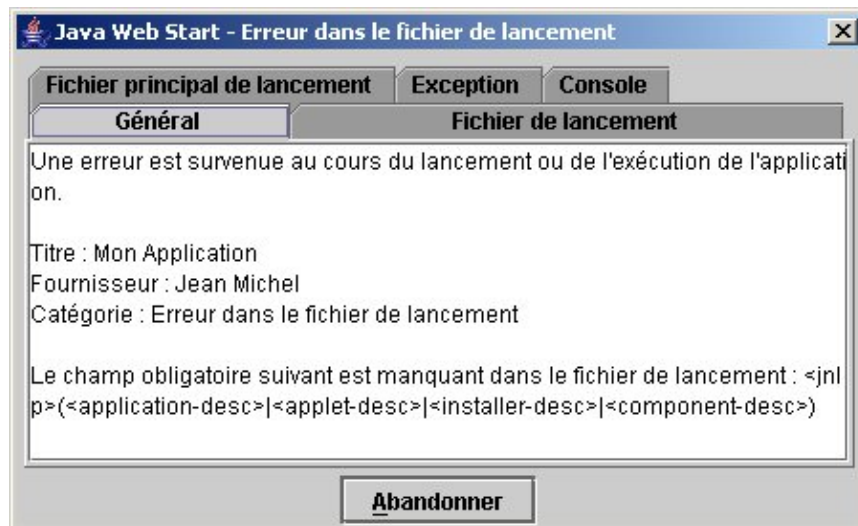 Java Web Start - Erreur dans le fichier de lancement
Fichier principal de lancement Exception Console
Général Fichier de lancement
Une erreur est survenue au cours du lancement ou de l'exécution de l'applicati
on.
Titre : Mon Application
Fournisseur : Jean Michel
Catégorie : Erreur dans le fichier de lancement
Le champ obligatoire suivant est manquant dans le fichier de lancement : <jnl
p>(<application-desc>|<applet-desc>|<installer-desc>|<component-desc>)
Abandonner